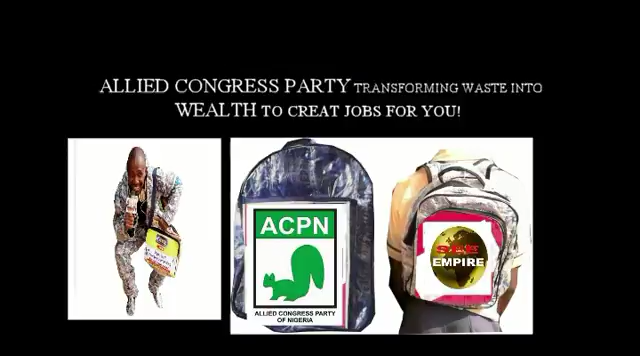 ALLIED CONGRESS PARTY TRANSFORMING WASTE INTO
WEALTH TO CREAT JOBS FOR YOU!
ACPN
ALLIED CONGRESS PARTY
OF NIGERIA
SEB
EMPIRE